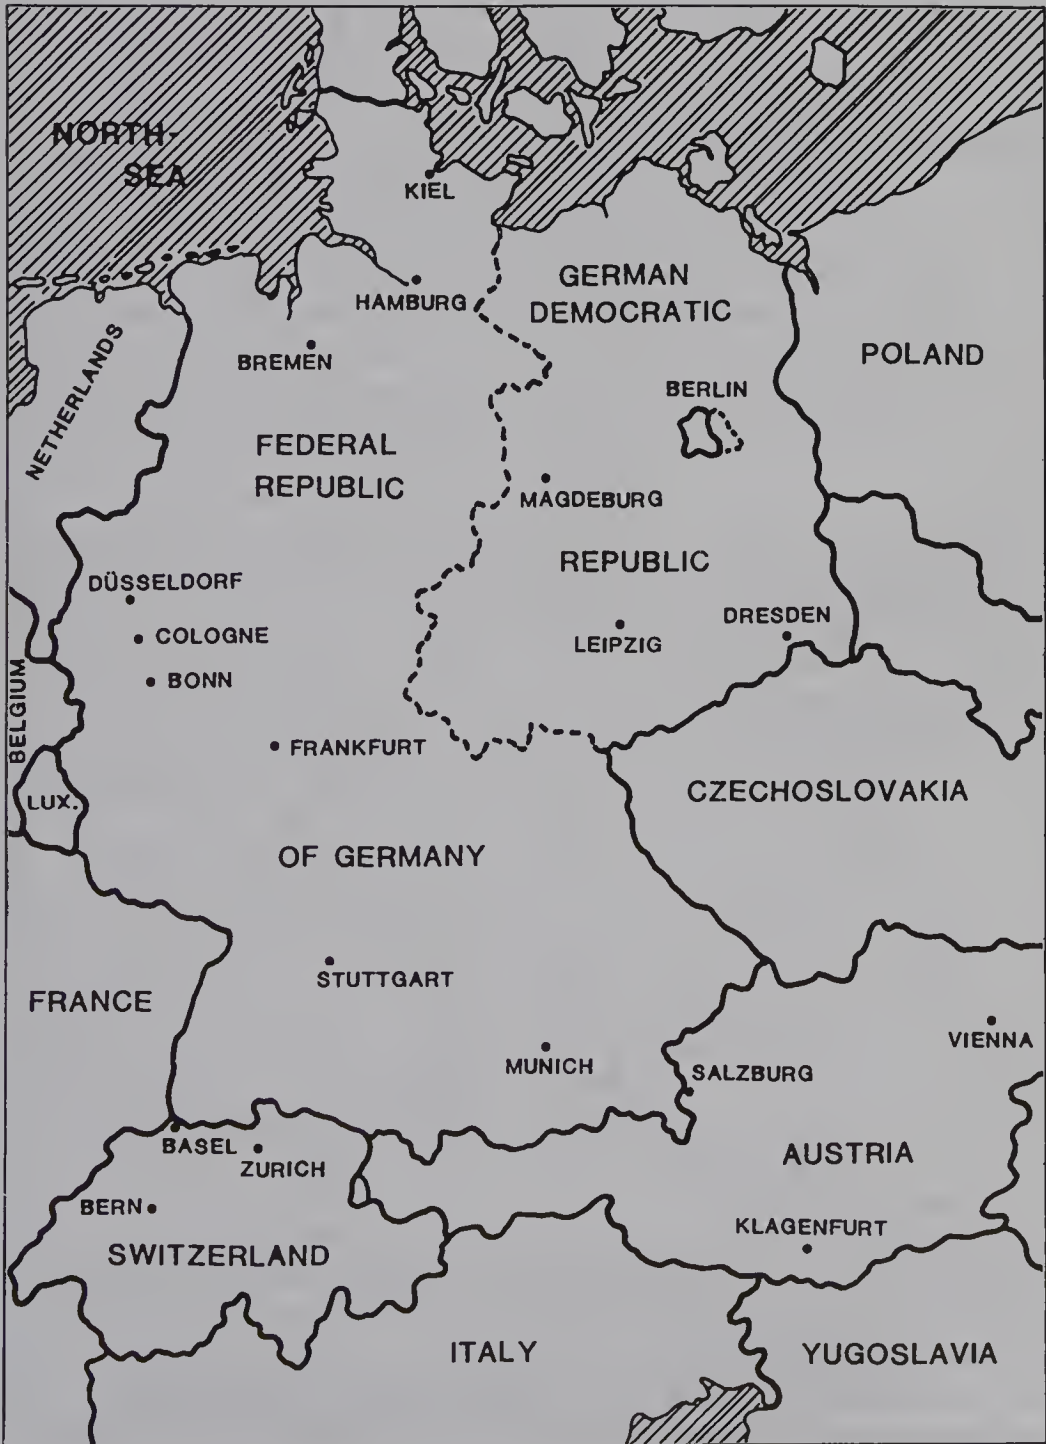 NORTH-
SEA
KIEL
HAMBURG
GERMAN
DEMOCRATIC
POLAND
NETHERLANDS
BREMEN
BERLIN
FEDERAL
REPUBLIC
MAGDEBURG
REPUBLIC
DÜSSELDORF
DRESDEN
COLOGNE
LEIPZIG
BELGIUM
BONN
FRANKFURT
LUX.
CZECHOSLOVAKIA
OF GERMANY
STUTTGART
FRANCE
VIENNA
MUNICH
SALZBURG
BASEL
ZURICH
AUSTRIA
BERN
KLAGENFURT
SWITZERLAND
ITALY
YUGOSLAVIA